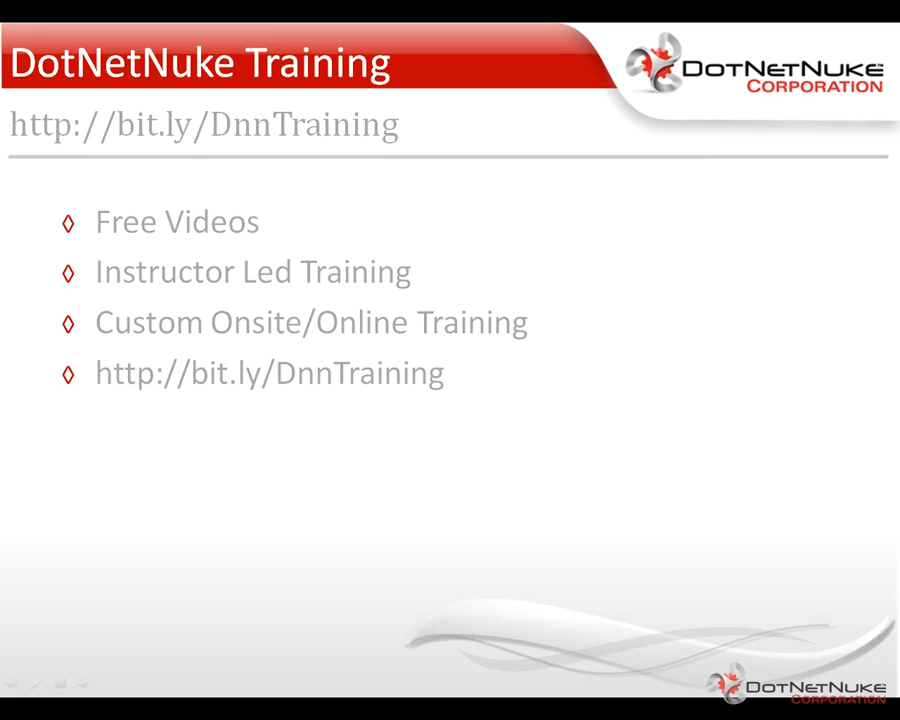 DotNetNuke Training
DotNetNuke
Corporation
http://bit.ly/DnnTraining
Free Videos
Instructor Led Training
Custom Onsite/Online Training
http://bit.ly/DnnTraining
DotNetNuke
Corporation